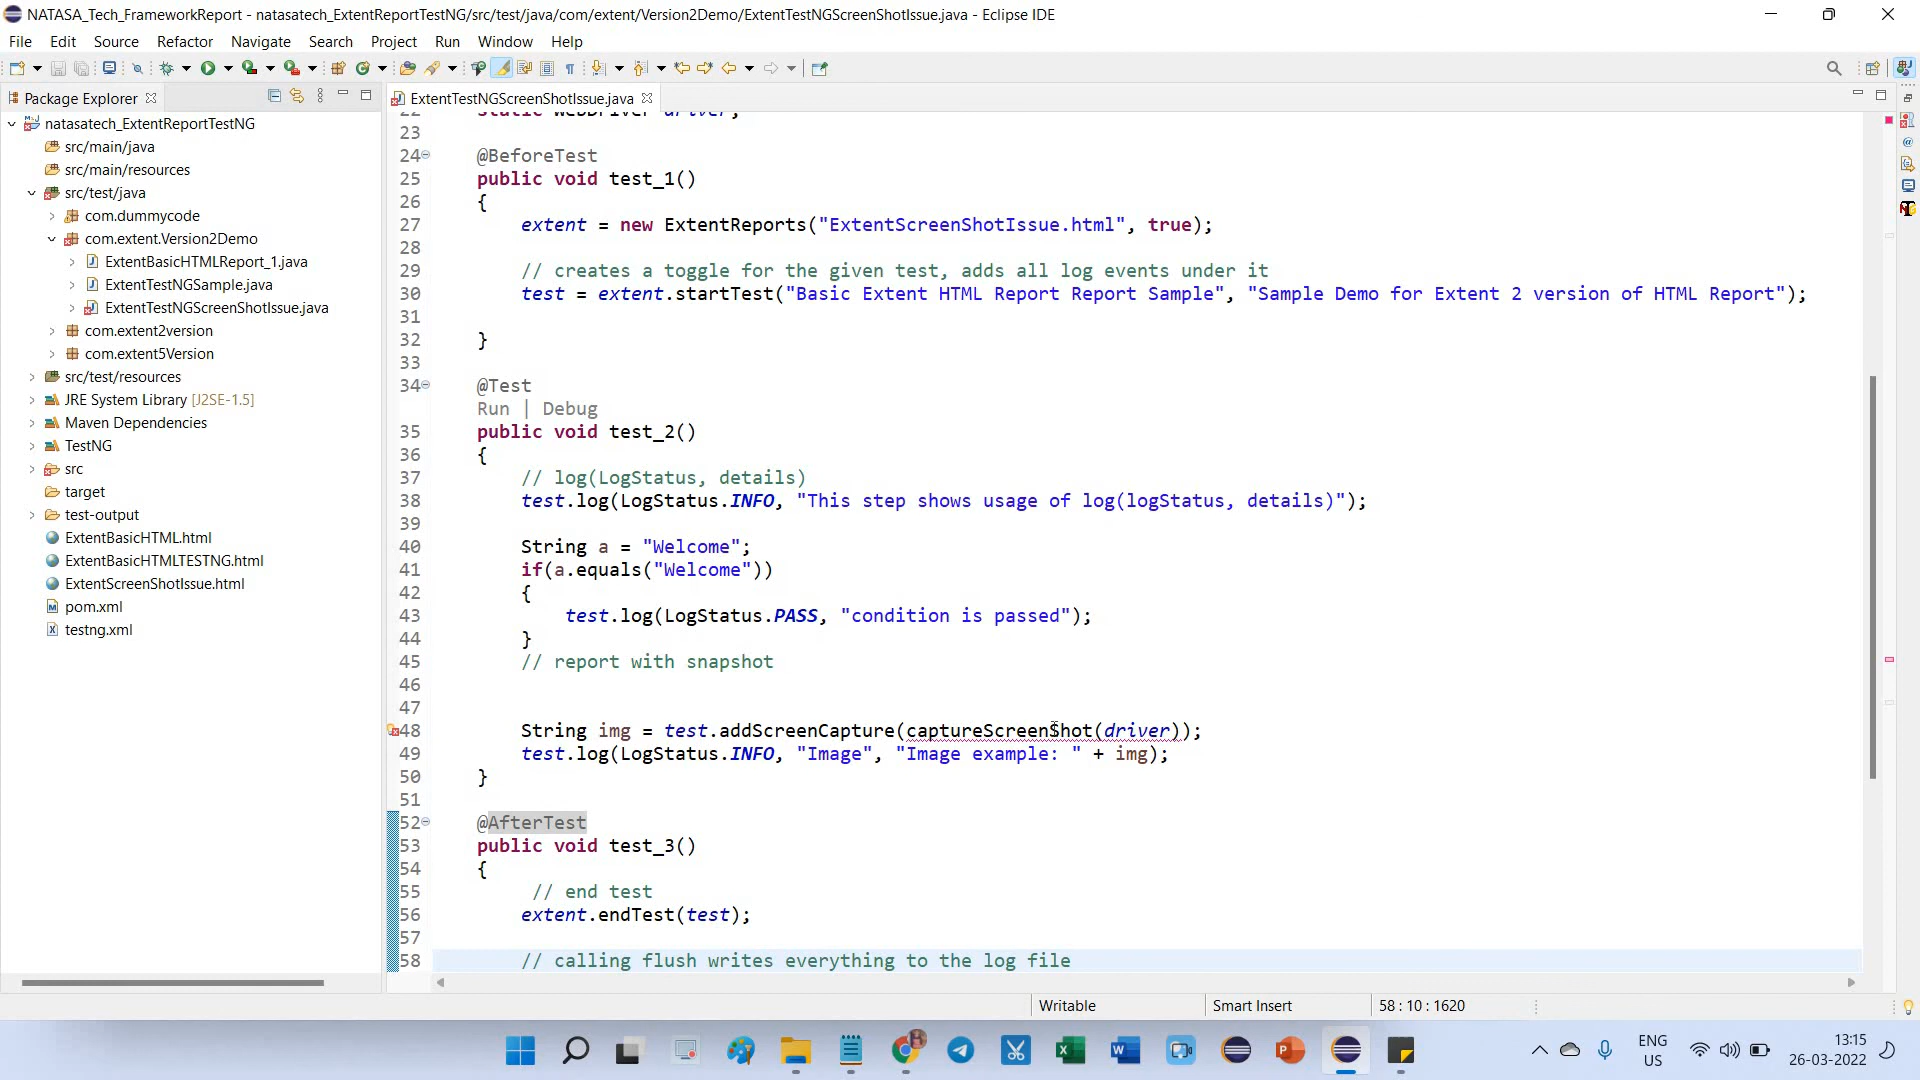 NATASA_Tech_FrameworkReport - natasatech_ExtentReportTestNG/src/test/java/com/extent/Version2Demo/ExtentTestNGScreenShotIssue.java - Eclipse IDE
File Edit Source Refactor Navigate Search Project Run Window Help
Package Explorer
ExtentTestNGScreenShotIssue.java
natasatech_ExtentReportTestNG
src/main/java
src/main/resources
src/test/java
com.dummycode
com.extent.Version2Demo
ExtentBasicHTMLReport_1.java
ExtentTestNGSample.java
ExtentTestNGScreenShotIssue.java
com.extent2version
com.extent5Version
src/test/resources
JRE System Library [J2SE-1.5]
Maven Dependencies
TestNG
src
target
test-output
ExtentBasicHTML.html
ExtentBasicHTMLTESTNG.html
ExtentScreenShotIssue.html
pom.xml
testng.xml
22 static WebDriver driver;
23
24 @BeforeTest
25 public void test_1()
26 {
27 extent = new ExtentReports("ExtentScreenShotIssue.html", true);
28
29 // creates a toggle for the given test, adds all log events under it
30 test = extent.startTest("Basic Extent HTML Report Report Sample", "Sample Demo for Extent 2 version of HTML Report");
31
32 }
33
34 @Test
Run | Debug
35 public void test_2()
36 {
37 // log(LogStatus, details)
38 test.log(LogStatus.INFO, "This step shows usage of log(logStatus, details)");
39
40 String a = "Welcome";
41 if(a.equals("Welcome"))
42 {
43 test.log(LogStatus.PASS, "condition is passed");
44 }
45 // report with snapshot
46
47
48 String img = test.addScreenCapture(captureScreenShot(driver));
49 test.log(LogStatus.INFO, "Image", "Image example: " + img);
50 }
51
52 @AfterTest
53 public void test_3()
54 {
55 // end test
56 extent.endTest(test);
57
58 // calling flush writes everything to the log file
Writable Smart Insert 58 : 10 : 1620
ENG
US
13:15
26-03-2022